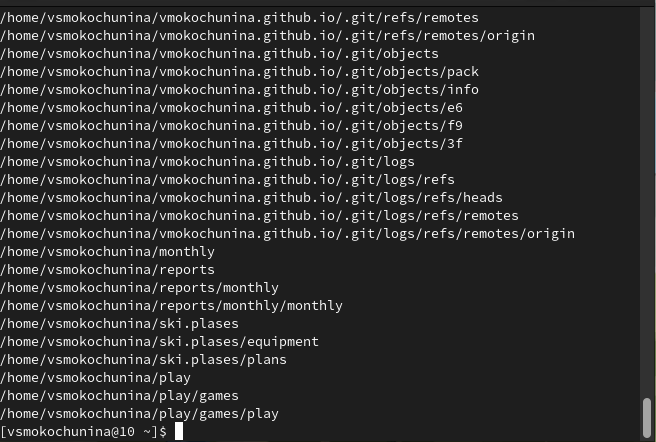 /home/vsmokochunina/vmokochunina.github.io/.git/refs/remotes
/home/vsmokochunina/vmokochunina.github.io/.git/refs/remotes/origin
/home/vsmokochunina/vmokochunina.github.io/.git/objects
/home/vsmokochunina/vmokochunina.github.io/.git/objects/pack
/home/vsmokochunina/vmokochunina.github.io/.git/objects/info
/home/vsmokochunina/vmokochunina.github.io/.git/objects/e6
/home/vsmokochunina/vmokochunina.github.io/.git/objects/f9
/home/vsmokochunina/vmokochunina.github.io/.git/objects/3f
/home/vsmokochunina/vmokochunina.github.io/.git/logs
/home/vsmokochunina/vmokochunina.github.io/.git/logs/refs
/home/vsmokochunina/vmokochunina.github.io/.git/logs/refs/heads
/home/vsmokochunina/vmokochunina.github.io/.git/logs/refs/remotes
/home/vsmokochunina/vmokochunina.github.io/.git/logs/refs/remotes/origin
/home/vsmokochunina/monthly
/home/vsmokochunina/reports
/home/vsmokochunina/reports/monthly
/home/vsmokochunina/reports/monthly/monthly
/home/vsmokochunina/ski.plases
/home/vsmokochunina/ski.plases/equipment
/home/vsmokochunina/ski.plases/plans
/home/vsmokochunina/play
/home/vsmokochunina/play/games
/home/vsmokochunina/play/games/play
[vsmokochunina@10 ~]$